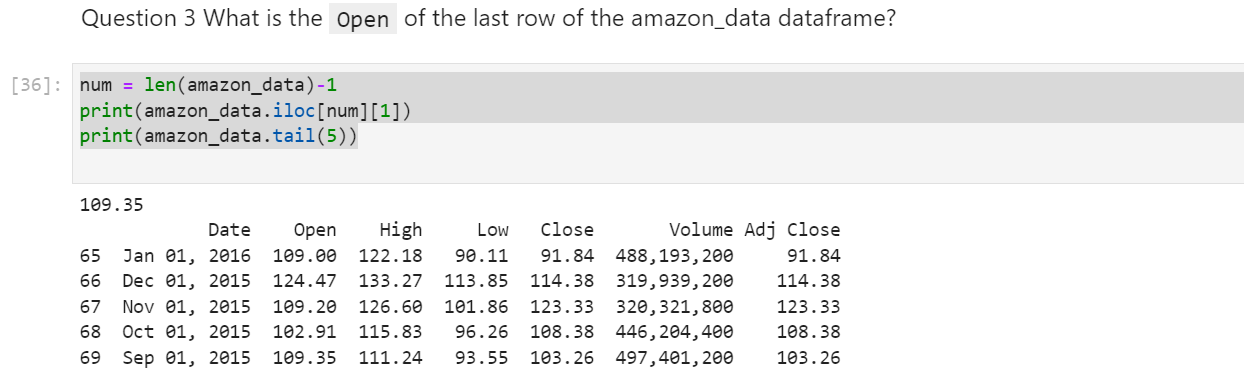 Question 3 What is the Open of the last row of the amazon_data dataframe?
[36]: num = len(amazon_data)-1
print(amazon_data.iloc[num][1])
print(amazon_data.tail(5))
109.35
Date Open High Low Close Volume Adj Close
65 Jan 01, 2016 109.00 122.18 90.11 91.84 488,193,200 91.84
66 Dec 01, 2015 124.47 133.27 113.85 114.38 319,939,200 114.38
67 Nov 01, 2015 109.20 126.60 101.86 123.33 320,321,800 123.33
68 Oct 01, 2015 102.91 115.83 96.26 108.38 446,204,400 108.38
69 Sep 01, 2015 109.35 111.24 93.55 103.26 497,401,200 103.26